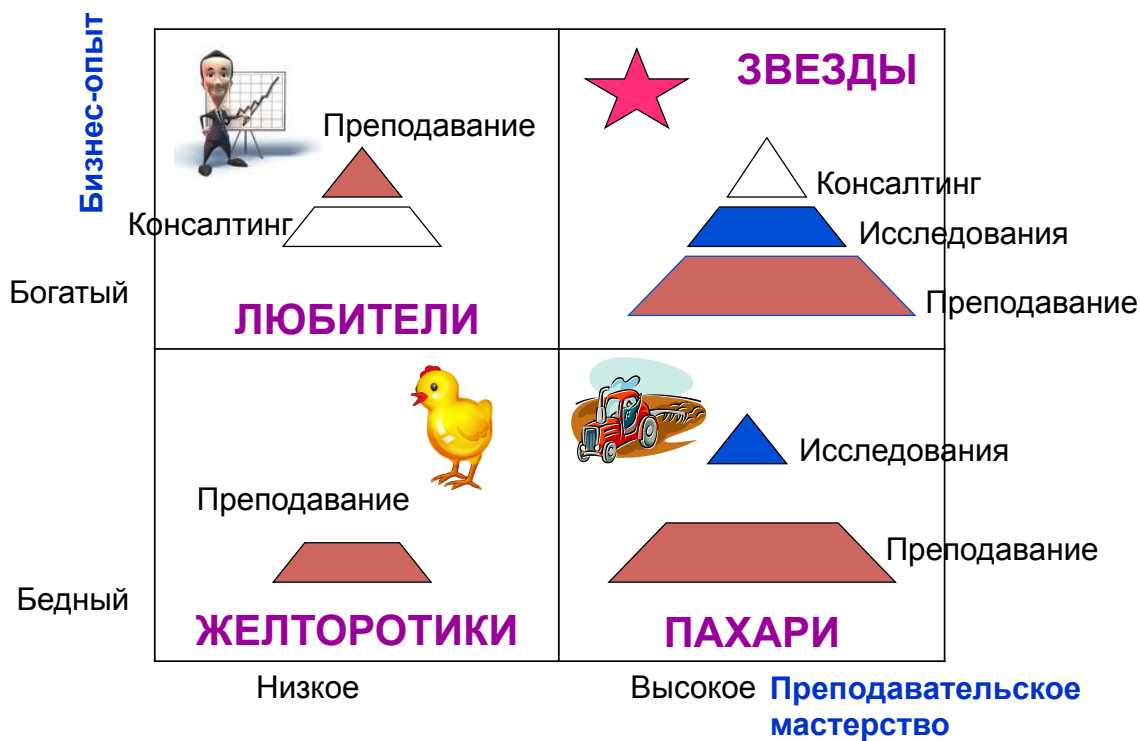 Бизнес-опыт
ЗВЕЗДЫ
Преподавание
Консалтинг
Консалтинг
Исследования
Преподавание
Богатый
ЛЮБИТЕЛИ
Исследования
Преподавание
Преподавание
Бедный
ЖЕЛТОРОТИКИ
ПАХАРИ
Низкое
Высокое
Преподавательское
мастерство